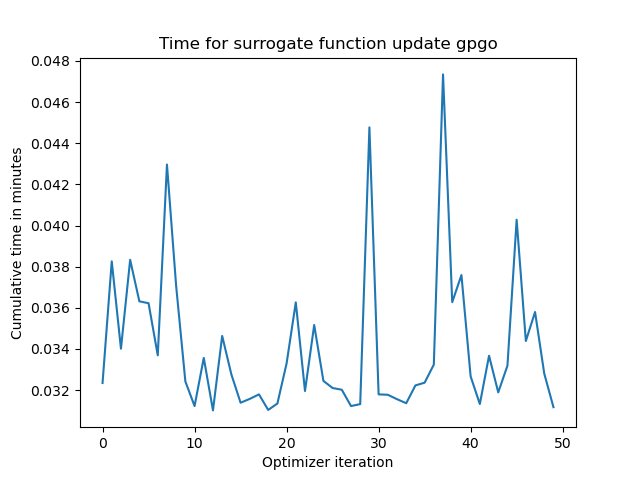 Time for surrogate function update gpgo
Cumulative time in minutes
0.048
0.046
0.044
0.042
0.040
0.038
0.036
0.034
0.032
0 10 20 30 40 50
Optimizer iteration